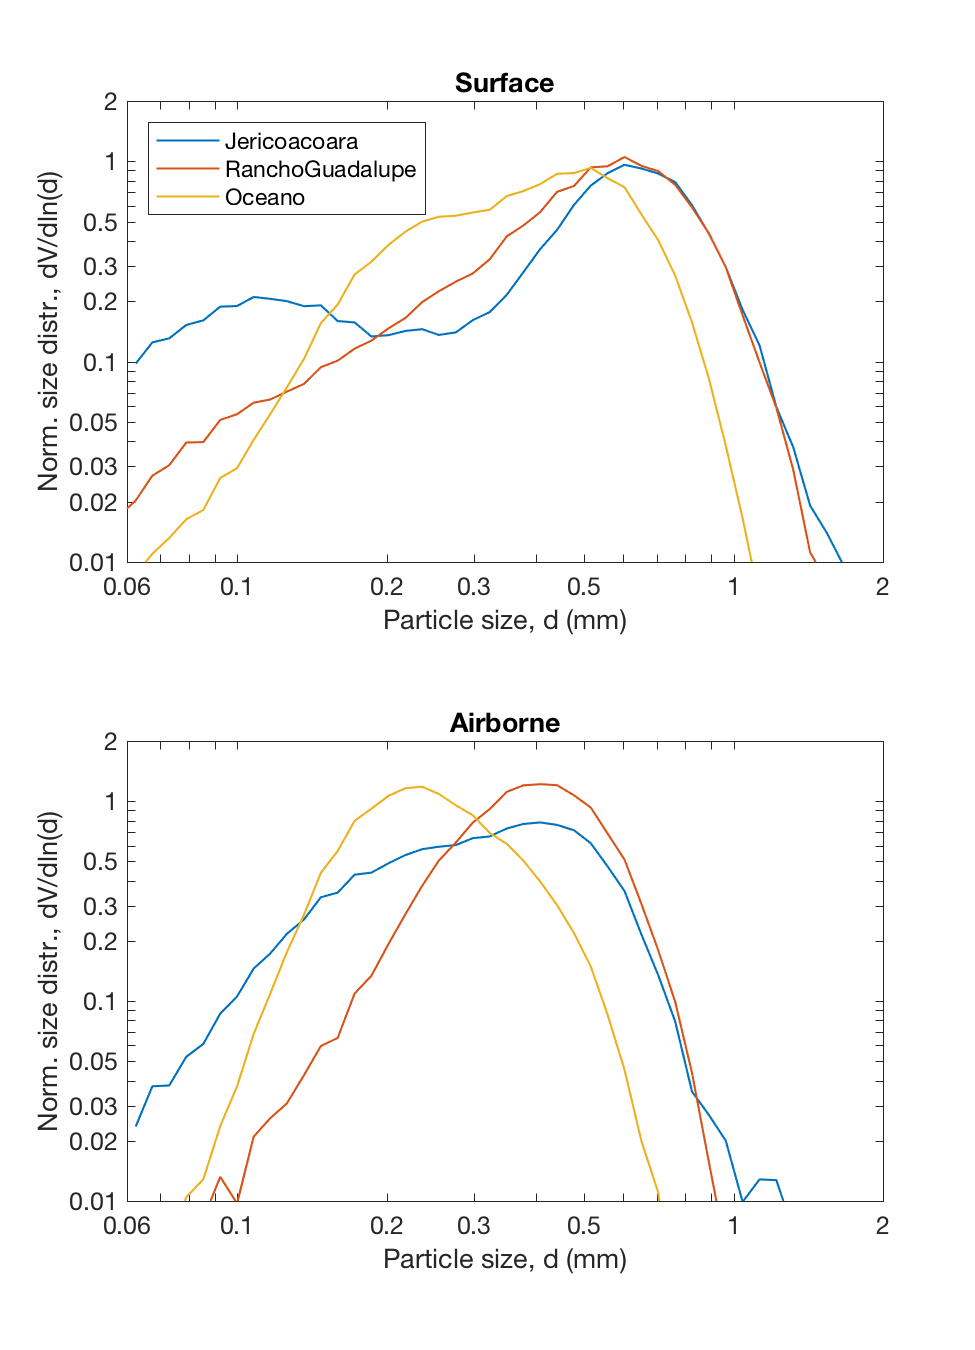 Surface
2
1
0.5
0.3
0.2
0.1
0.05
0.03
0.02
0.01
Norm. size distr., dV/dln(d)
Jericoacoara
RanchoGuadalupe
Oceano
0.06 0.1 0.2 0.3 0.5 1 2
Particle size, d (mm)
Airborne
2
1
0.5
0.3
0.2
0.1
0.05
0.03
0.02
0.01
Norm. size distr., dV/dln(d)
0.06 0.1 0.2 0.3 0.5 1 2
Particle size, d (mm)